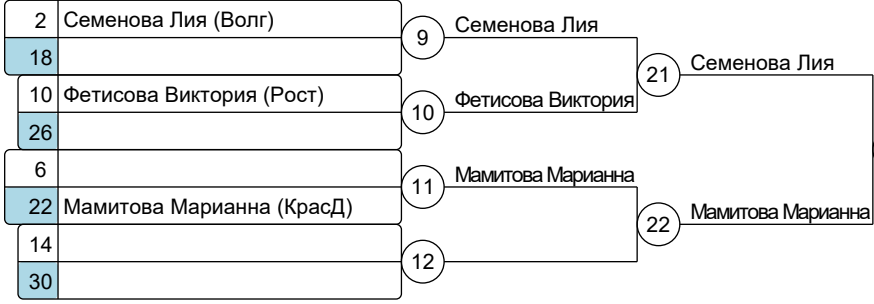 2 Семенова Лия (Волг)
18
10 Фетисова Виктория (Рост)
26
6
22 Мамитова Марианна (КрасД)
14
30
9 Семенова Лия
10 Фетисова Виктория
11 Мамитова Марианна
12
21 Семенова Лия
22 Мамитова Марианна